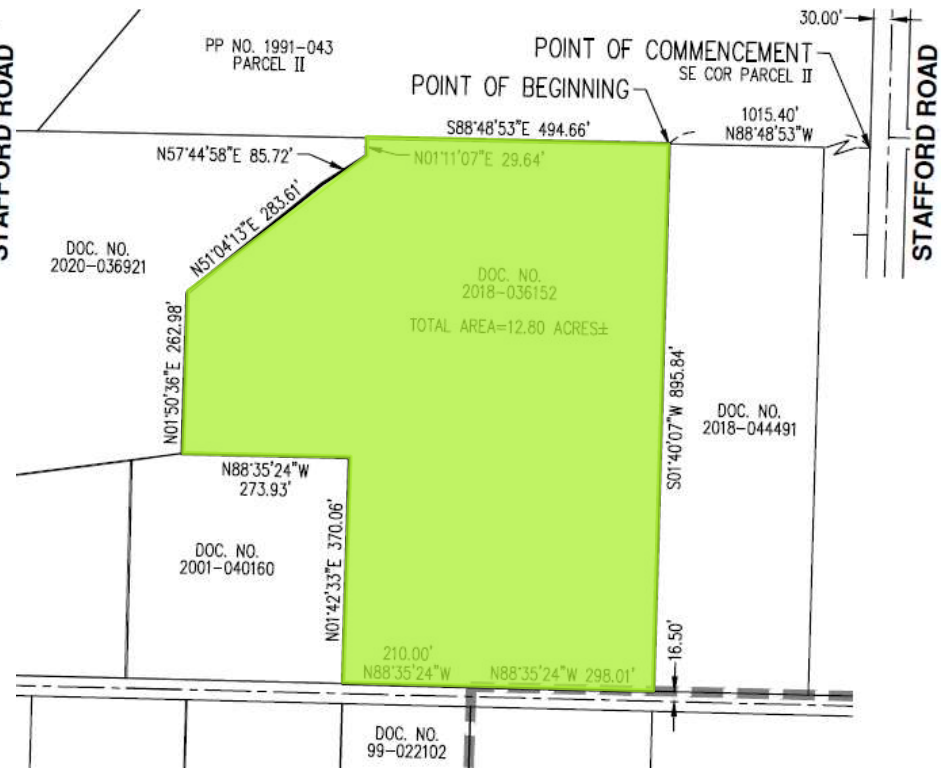 STAFFORD ROAD
30.00'
PP NO. 1991-043
PARCEL II
POINT OF COMMENCEMENT
SE COR PARCEL II
POINT OF BEGINNING
1015.40'
N88°48'53"W
STAFFORD ROAD
S88°48'53"E 494.66'
N57°44'58"E 85.72'
N01°11'07"E 29.64'
N51°04'13"E 283.61'
DOC. NO.
2020-036921
DOC. NO.
2018-036152
TOTAL AREA=12.80 ACRES±
N01°50'36"E 262.98'
S01°40'07"W 895.84'
DOC. NO.
2018-044491
N88°35'24"W
273.93'
N01°42'33"E 370.06'
DOC. NO.
2001-040160
210.00'
N88°35'24"W
N88°35'24"W 298.01'
16.50'
DOC. NO.
99-022102